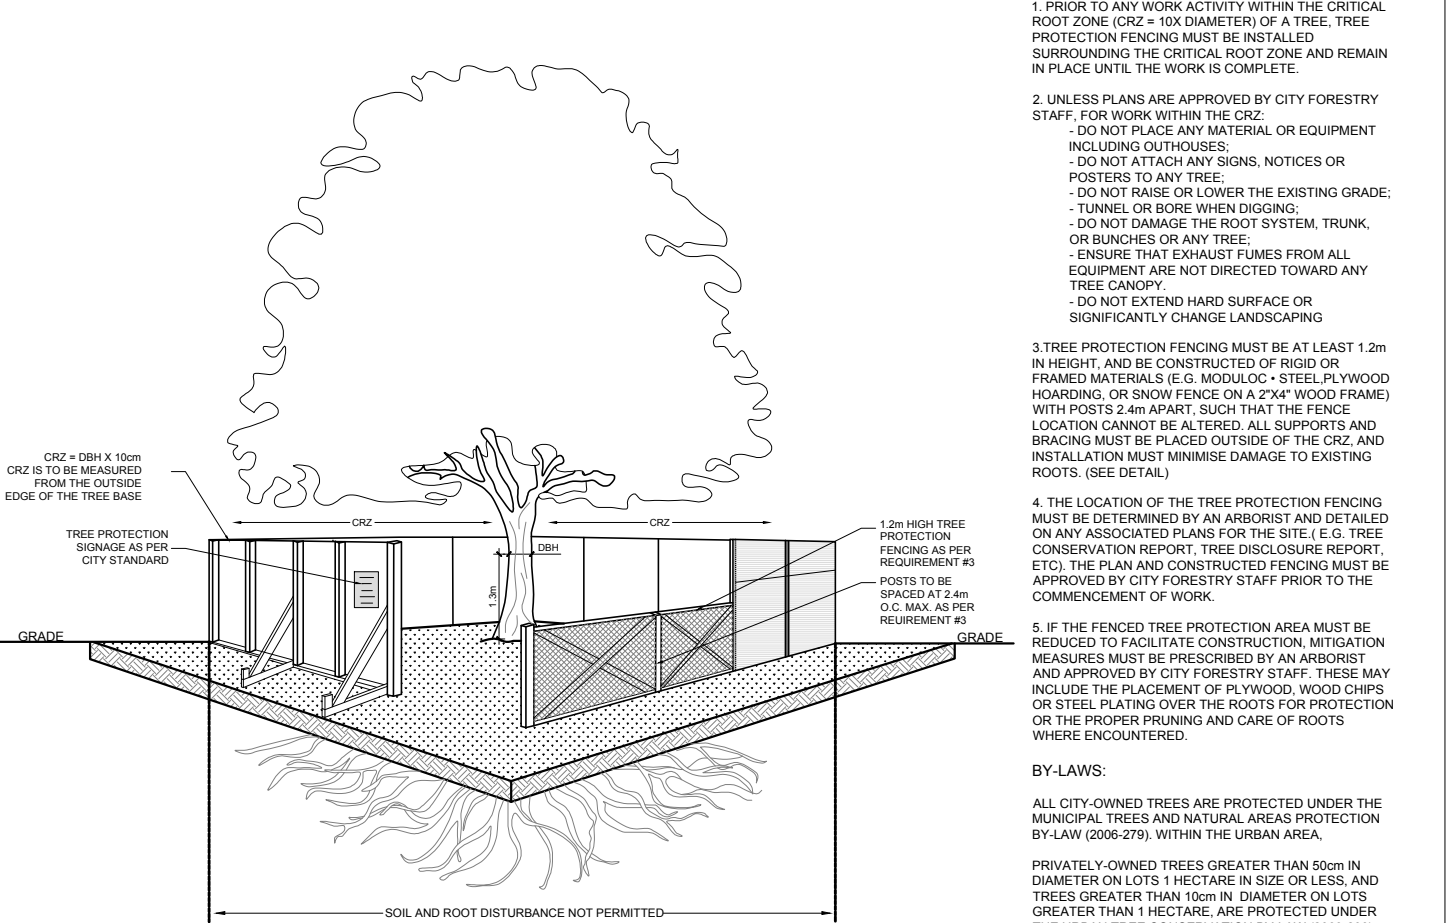 CRZ = DBH X 10cm
CRZ IS TO BE MEASURED
FROM THE OUTSIDE
EDGE OF THE TREE BASE
TREE PROTECTION
SIGNAGE AS PER
CITY STANDARD
GRADE
CRZ
CRZ
DBH
1.3m
1.2m HIGH TREE
PROTECTION
FENCING AS PER
REQUIREMENT #3
POSTS TO BE
SPACED AT 2.4m
O.C. MAX. AS PER
REUIREMENT #3
GRADE
SOIL AND ROOT DISTURBANCE NOT PERMITTED
1. PRIOR TO ANY WORK ACTIVITY WITHIN THE CRITICAL
ROOT ZONE (CRZ = 10X DIAMETER) OF A TREE, TREE
PROTECTION FENCING MUST BE INSTALLED
SURROUNDING THE CRITICAL ROOT ZONE AND REMAIN
IN PLACE UNTIL THE WORK IS COMPLETE.
2. UNLESS PLANS ARE APPROVED BY CITY FORESTRY
STAFF, FOR WORK WITHIN THE CRZ:
- DO NOT PLACE ANY MATERIAL OR EQUIPMENT
INCLUDING OUTHOUSES;
- DO NOT ATTACH ANY SIGNS, NOTICES OR
POSTERS TO ANY TREE;
- DO NOT RAISE OR LOWER THE EXISTING GRADE;
- TUNNEL OR BORE WHEN DIGGING;
- DO NOT DAMAGE THE ROOT SYSTEM, TRUNK,
OR BUNCHES OR ANY TREE;
- ENSURE THAT EXHAUST FUMES FROM ALL
EQUIPMENT ARE NOT DIRECTED TOWARD ANY
TREE CANOPY.
- DO NOT EXTEND HARD SURFACE OR
SIGNIFICANTLY CHANGE LANDSCAPING
3.TREE PROTECTION FENCING MUST BE AT LEAST 1.2m
IN HEIGHT, AND BE CONSTRUCTED OF RIGID OR
FRAMED MATERIALS (E.G. MODULOC • STEEL,PLYWOOD
HOARDING, OR SNOW FENCE ON A 2"X4" WOOD FRAME)
WITH POSTS 2.4m APART, SUCH THAT THE FENCE
LOCATION CANNOT BE ALTERED. ALL SUPPORTS AND
BRACING MUST BE PLACED OUTSIDE OF THE CRZ, AND
INSTALLATION MUST MINIMISE DAMAGE TO EXISTING
ROOTS. (SEE DETAIL)
4. THE LOCATION OF THE TREE PROTECTION FENCING
MUST BE DETERMINED BY AN ARBORIST AND DETAILED
ON ANY ASSOCIATED PLANS FOR THE SITE.( E.G. TREE
CONSERVATION REPORT, TREE DISCLOSURE REPORT,
ETC). THE PLAN AND CONSTRUCTED FENCING MUST BE
APPROVED BY CITY FORESTRY STAFF PRIOR TO THE
COMMENCEMENT OF WORK.
5. IF THE FENCED TREE PROTECTION AREA MUST BE
REDUCED TO FACILITATE CONSTRUCTION, MITIGATION
MEASURES MUST BE PRESCRIBED BY AN ARBORIST
AND APPROVED BY CITY FORESTRY STAFF. THESE MAY
INCLUDE THE PLACEMENT OF PLYWOOD, WOOD CHIPS
OR STEEL PLATING OVER THE ROOTS FOR PROTECTION
OR THE PROPER PRUNING AND CARE OF ROOTS
WHERE ENCOUNTERED.
BY-LAWS:
ALL CITY-OWNED TREES ARE PROTECTED UNDER THE
MUNICIPAL TREES AND NATURAL AREAS PROTECTION
BY-LAW (2006-279). WITHIN THE URBAN AREA,
PRIVATELY-OWNED TREES GREATER THAN 50cm IN
DIAMETER ON LOTS 1 HECTARE IN SIZE OR LESS, AND
TREES GREATER THAN 10cm IN DIAMETER ON LOTS
GREATER THAN 1 HECTARE, ARE PROTECTED UNDER